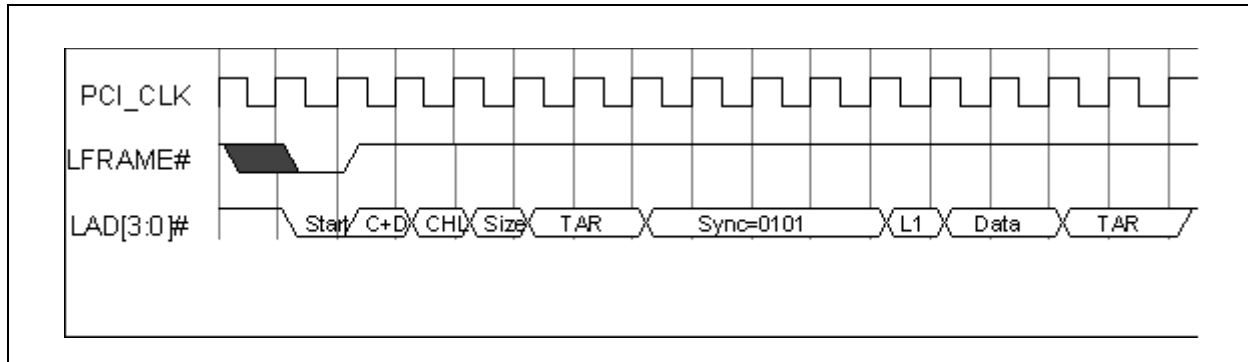 PCI_CLK
LFRAME#
LAD[3:0]# Start C+D CHL Size TAR Sync=0101 L1 Data TAR